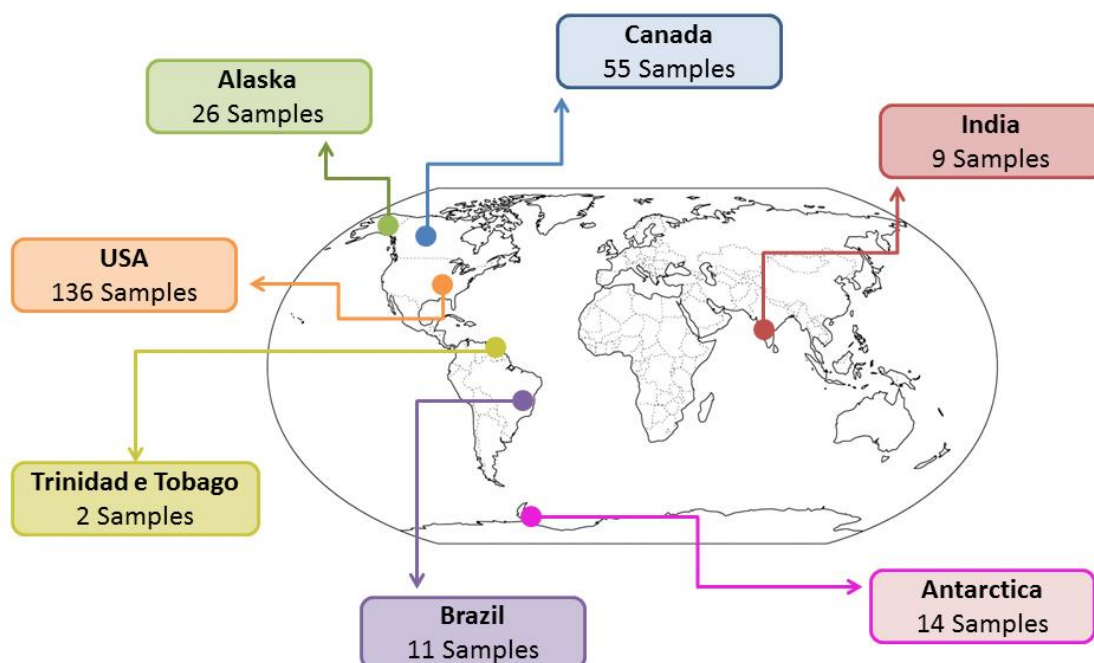 Canada
55 Samples
Alaska
26 Samples
India
9 Samples
USA
136 Samples
Trinidad e Tobago
2 Samples
Brazil
11 Samples
Antarctica
14 Samples